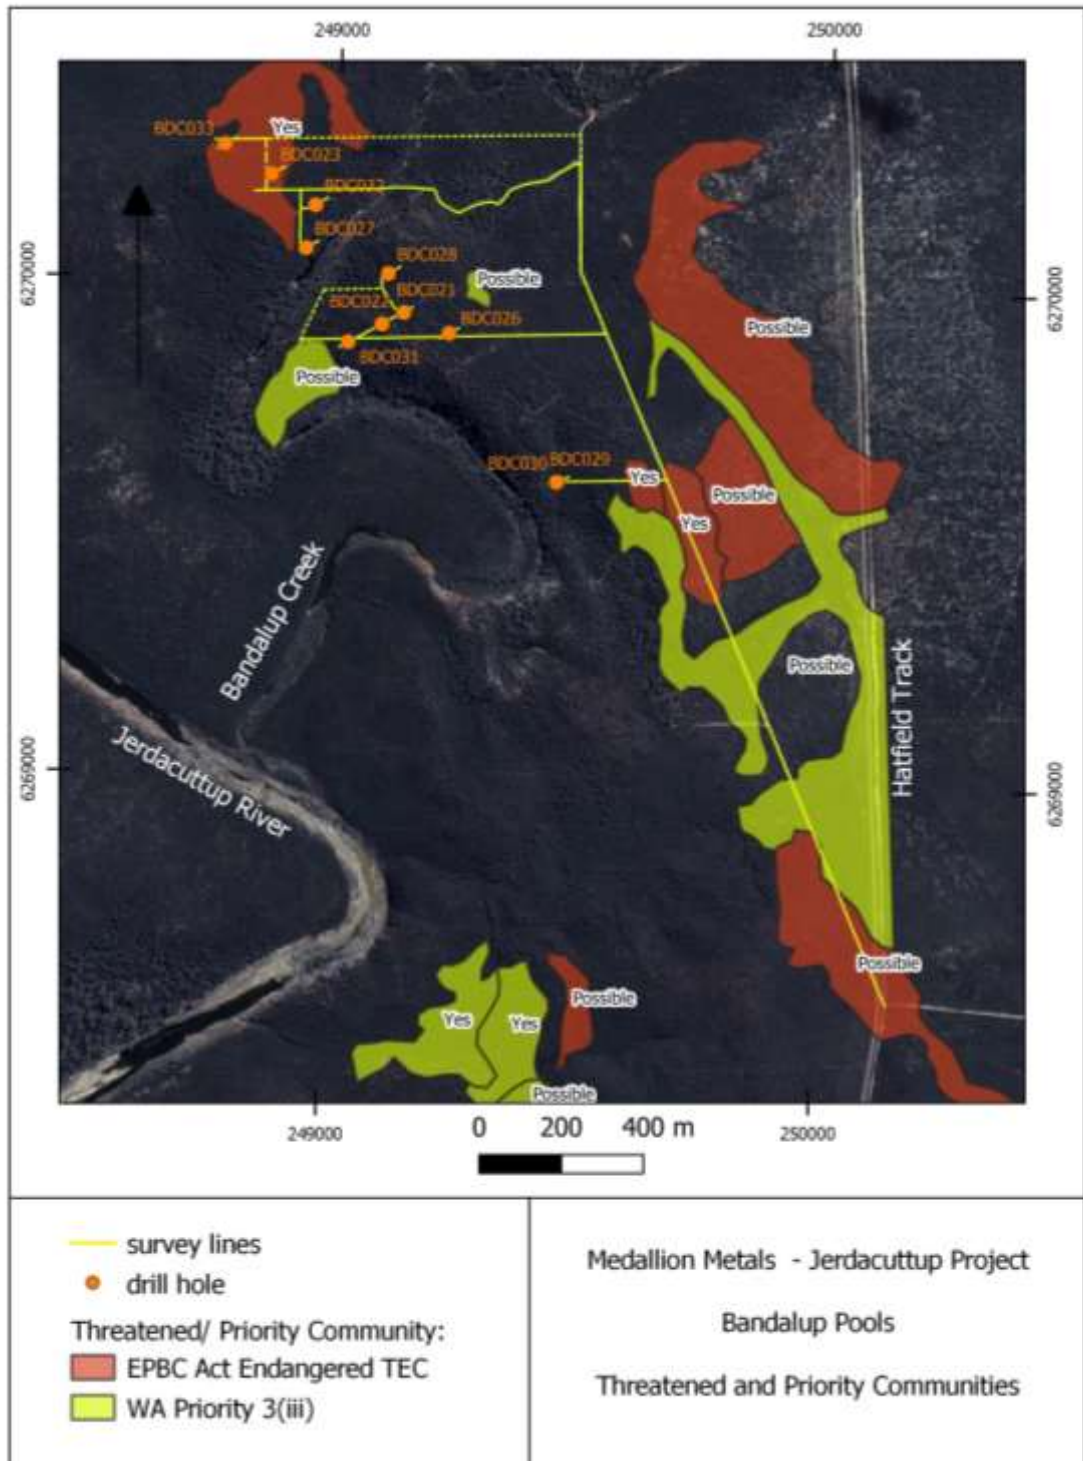 249000
250000
BDC033
Yes
BDC023
BDC032
BDC027
6270000
6270000
BDC028
Possible
BDC021
BDC022
BDC026
Possible
BDC031
Possible
BDC030
BDC029
Yes
Possible
Yes
Bandalup Creek
Possible
Hatfield Track
Jerdacuttup River
6269000
6269000
Possible
Possible
Yes
Yes
Possible
249000
250000
0 200 400 m
survey lines
drill hole
Threatened/ Priority Community:
EPBC Act Endangered TEC
WA Priority 3(iii)
Medallion Metals - Jerdacuttup Project
Bandalup Pools
Threatened and Priority Communities